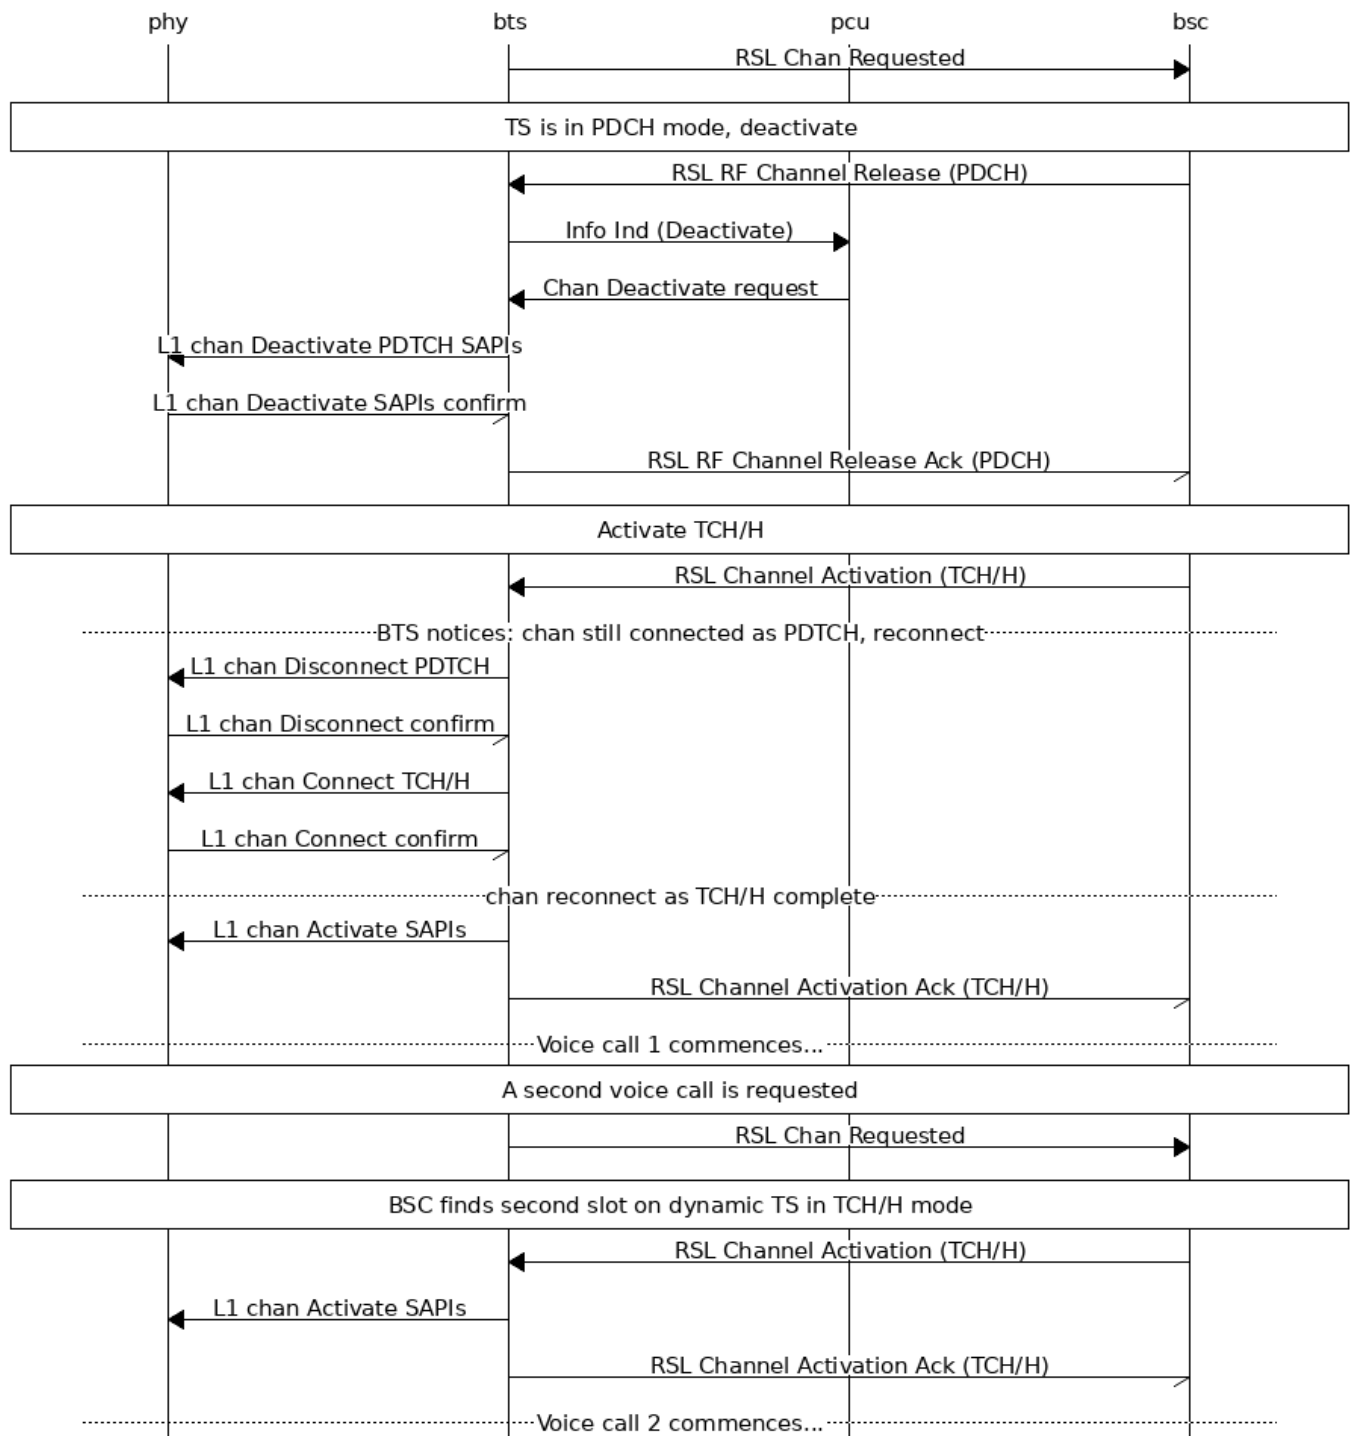 phy bts pcu bsc
RSL Chan Requested
TS is in PDCH mode, deactivate
RSL RF Channel Release (PDCH)
Info Ind (Deactivate)
Chan Deactivate request
L1 chan Deactivate PDTCH SAPIs
L1 chan Deactivate SAPIs confirm
RSL RF Channel Release Ack (PDCH)
Activate TCH/H
RSL Channel Activation (TCH/H)
BTS notices: chan still connected as PDTCH, reconnect
L1 chan Disconnect PDTCH
L1 chan Disconnect confirm
L1 chan Connect TCH/H
L1 chan Connect confirm
chan reconnect as TCH/H complete
L1 chan Activate SAPIs
RSL Channel Activation Ack (TCH/H)
Voice call 1 commences...
A second voice call is requested
RSL Chan Requested
BSC finds second slot on dynamic TS in TCH/H mode
RSL Channel Activation (TCH/H)
L1 chan Activate SAPIs
RSL Channel Activation Ack (TCH/H)
Voice call 2 commences...